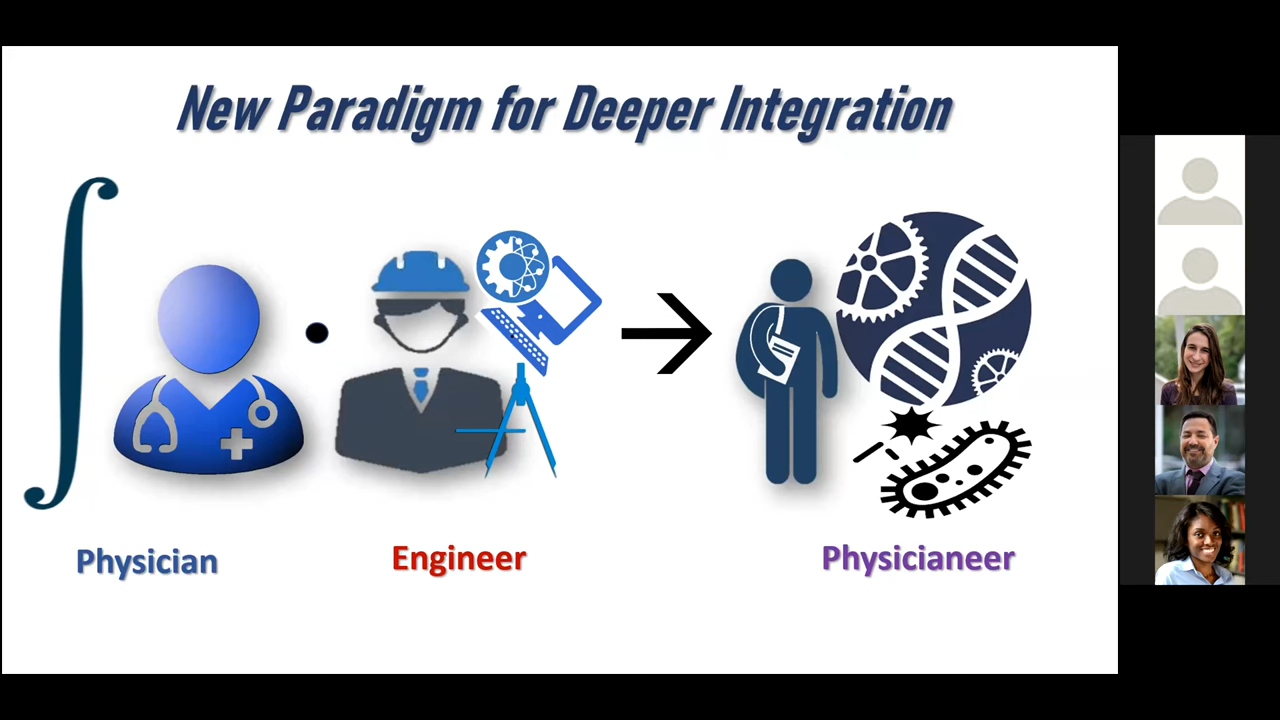 New Paradigm for Deeper Integration
Physician
Engineer
Physicianeer